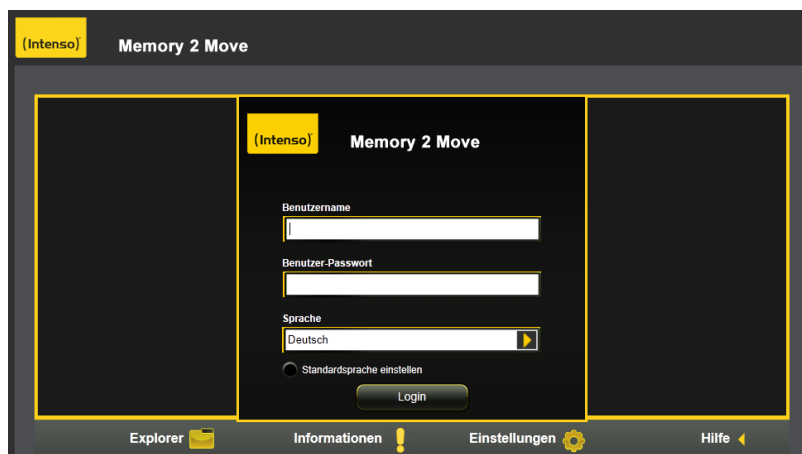 (Intenso)
Memory 2 Move
(Intenso)
Memory 2 Move
Benutzername
Benutzer-Passwort
Sprache
Deutsch
Standardsprache einstellen
Login
Explorer
Informationen
Einstellungen
Hilfe